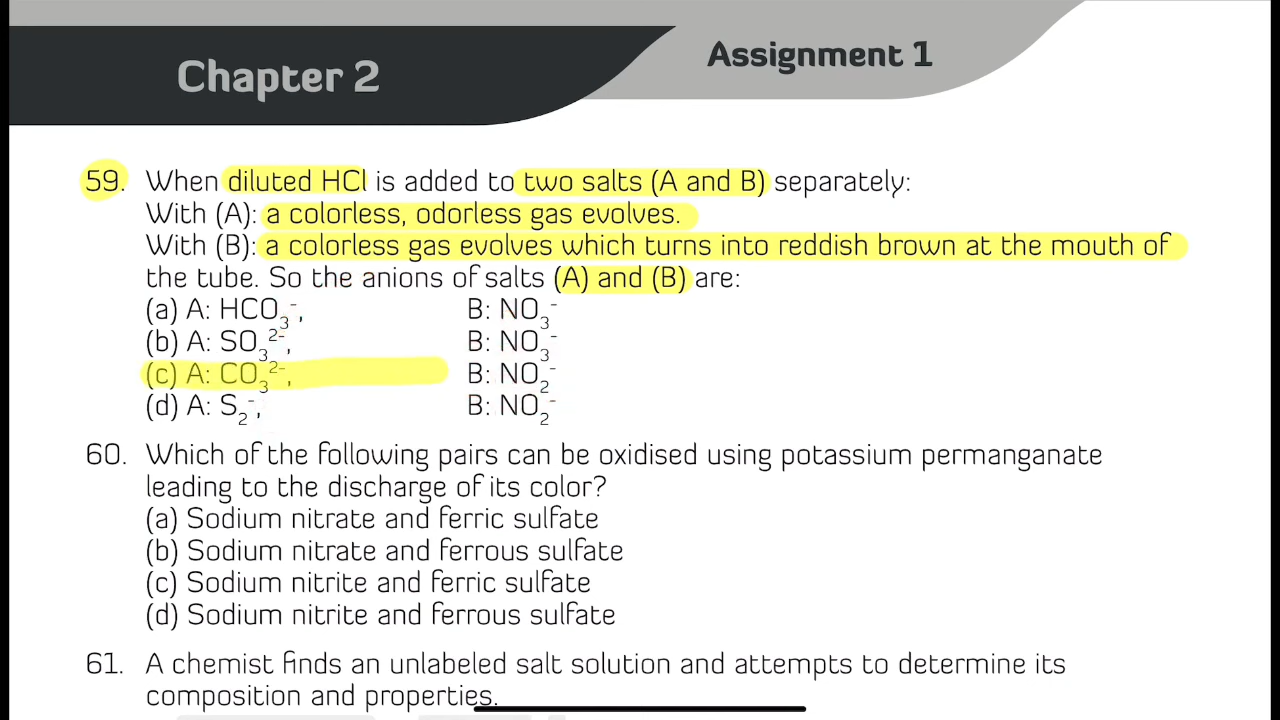 Chapter 2
Assignment 1
59. When diluted HCl is added to two salts (A and B) separately:
With (A): a colorless, odorless gas evolves.
With (B): a colorless gas evolves which turns into reddish brown at the mouth of
the tube. So the anions of salts (A) and (B) are:
(a) A: HCO₃⁻, B: NO₃⁻
(b) A: SO₃²⁻, B: NO₃⁻
(c) A: CO₃²⁻, B: NO₂⁻
(d) A: S₂⁻, B: NO₂⁻
60. Which of the following pairs can be oxidised using potassium permanganate
leading to the discharge of its color?
(a) Sodium nitrate and ferric sulfate
(b) Sodium nitrate and ferrous sulfate
(c) Sodium nitrite and ferric sulfate
(d) Sodium nitrite and ferrous sulfate
61. A chemist finds an unlabeled salt solution and attempts to determine its
composition and properties.